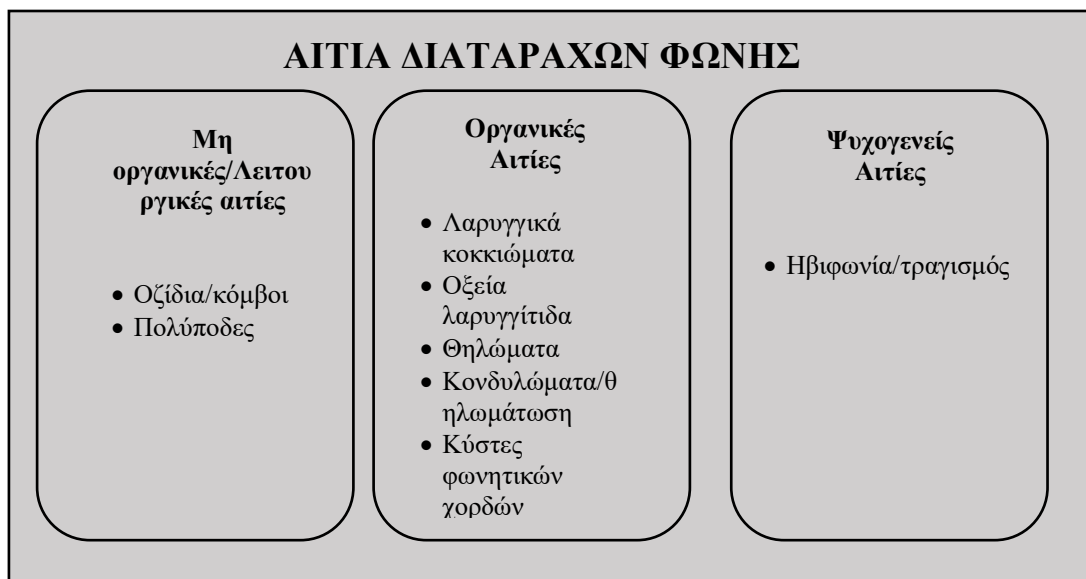 ΑΙΤΙΑ ΔΙΑΤΑΡΑΧΩΝ ΦΩΝΗΣ
Μη
οργανικές/Λειτου
ργικές αιτίες
• Οζίδια/κόμβοι
• Πολύποδες
Οργανικές
Αιτίες
• Λαρυγγικά
κοκκιώματα
• Οξεία
λαρυγγίτιδα
• Θηλώματα
• Κονδυλώματα/θ
ηλωμάτωση
• Κύστες
φωνητικών
χορδών
Ψυχογενείς
Αιτίες
• Ηβιφωνία/τραγισμός